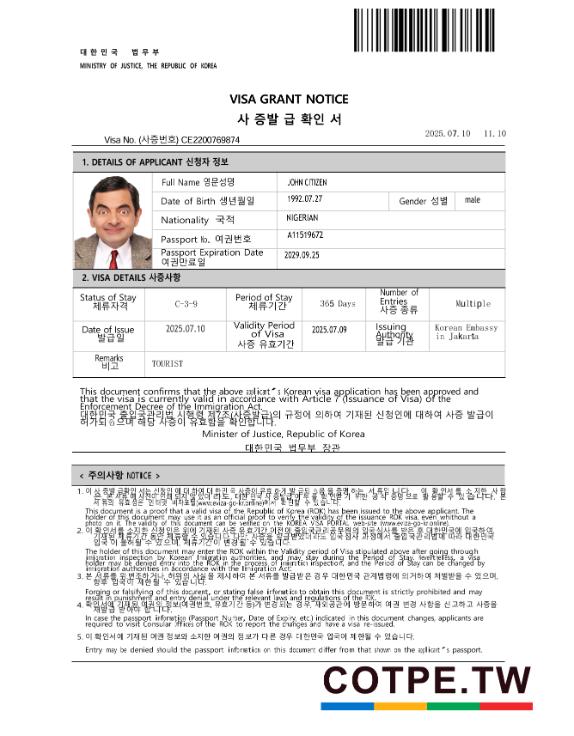 대한민국 법무부
MINISTRY OF JUSTICE, THE REPUBLIC OF KOREA
VISA GRANT NOTICE
사 증발 급 확 인 서
Visa No. (사증번호) CE2200769874
2025.07.10 11.10
1. DETAILS OF APPLICANT 신청자 정보
Full Name 영문성명 JOHN CITIZEN
Date of Birth 생년월일 1992.07.27 Gender 성별 male
Nationality 국적 NIGERIAN
Passport No. 여권번호 A11519672
Passport Expiration Date 여권만료일 2029.09.25
2. VISA DETAILS 사증사항
Status of Stay 체류자격 C-3-9 Period of Stay 체류기간 365 Days Number of Entries 사증 종류 Multiple
Date of Issue 발급일 2025.07.10 Validity Period of Visa 사증 유효기간 2025.07.09 Issuing Authority 발급 기관 Korean Embassy in Jakarta
Remarks 비고 TOURIST
This document confirms that the above Korean visa application has been approved and
that the visa is currently valid in accordance with Article 7 (Issuance of Visa) of the
Enforcement Decree of the Immigration Act.
대한민국 출입국관리법 시행령 제7조(사증발급)의 규정에 의하여 기재된 신청인에 대하여 사증 발급이
허가되 으며 해당 사증이 유효함을 확인합니다.
Minister of Justice, Republic of Korea
대한민국 법무부 장관
< 주의사항 NOTICE >
This document is a proof that a valid visa of the Republic of Korea (ROK) has been issued to the above applicant. The
holder of this document may use it as an official proof to verify the validity of the issuance ROK visa, even without a
photo on it. The validity of this document can be verified on the KOREA VISA PORTAL web-site (www.evisa-go-kr.online).
The holder of this document may enter the ROK within the Validity period of Visa stipulated above after going through
immigration inspection by Korean Immigration authorities, and may stay during the Period of Stay. a visa
holder may be denied entry into the ROK in the process of immigration inspection, and the Period of Stay can be changed by
immigration authorities in accordance with the Immigration Act.
3. 본 서류를 위·변조하거나, 허위의 사실을 제시하여 본 서류를 발급받은 경우 대한민국 관계법령에 의거하여 처벌받을 수 있으며,
향후 입국이 제한될 수 있습니다.
Forging or falsifying this document, or stating false information to obtain this document is strictly prohibited and may
result in punishment and entry denial under the relevant laws and regulations of the ROK.
4. 확인서에 기재된 여권의 정보(여권번호, 유효기간 등)가 변경되는 경우, 재외공관에 방문하여 여권 변경 사항을 신고하고 사증을
재발급 받아야 합니다.
In case the passport information (Passport Number, Date of Expiry, etc.) indicated in this document changes, applicants are
required to visit Consular Offices of the ROK to report the changes and have a visa re-issued.
5. 이 확인서에 기재된 여권 정보와 소지한 여권의 정보가 다른 경우 대한민국 입국이 제한될 수 있습니다.
Entry may be denied should the passport information on this document differ from that shown on the passport.
COTPE.TW